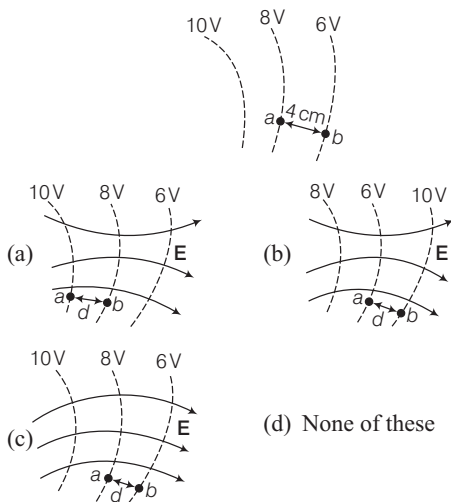 10V 8V 6V
a 4 cm b
(a) 10V 8V 6V
E
a d b
(b) 8V 6V 10V
E
a d b
(c) 10V 8V 6V
E
a d b
(d) None of these